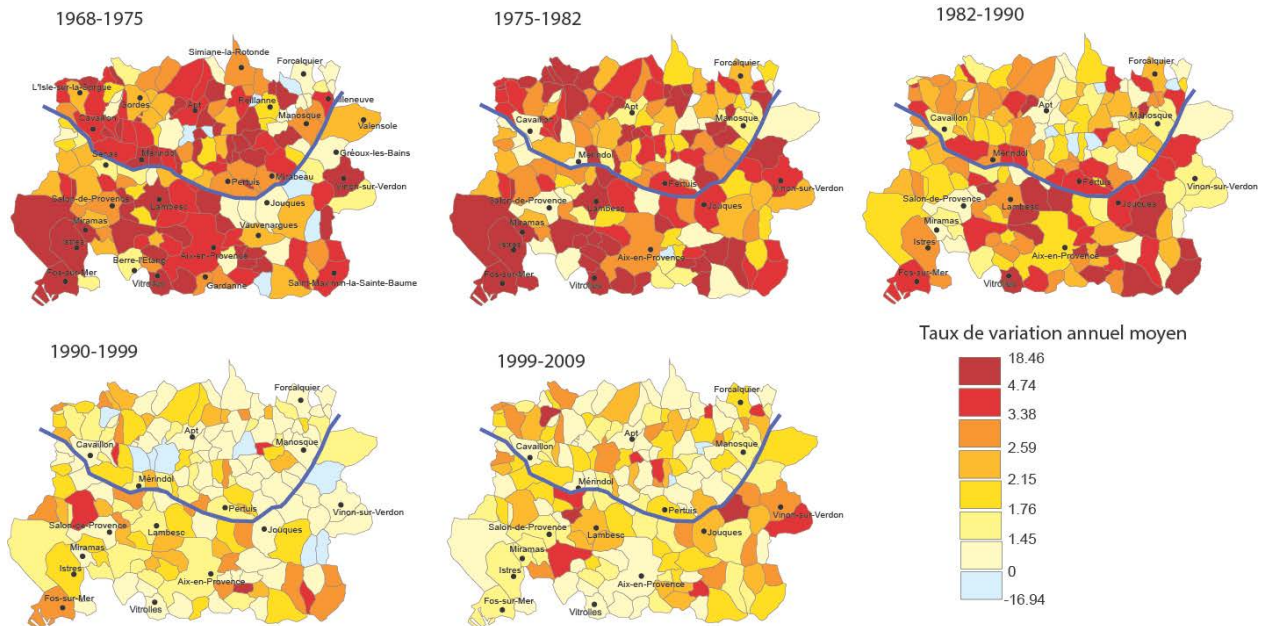 1968-1975
Simiane-la-Rotonde
Forcalquier
L'Isle-sur-la-Sorgue
Gordes
Apt
Reillanne
Villeneuve
Cavaillon
Manosque
Valensole
Sénas
Mérindol
Gréoux-les-Bains
Pertuis
Mirabeau
Vinon-sur-Verdon
Salon-de-Provence
Lambesc
Jouques
Miramas
Vauvenargues
Istres
Aix-en-Provence
Berre-l'Etang
Fos-sur-Mer
Vitrolles
Gardanne
Saint-Maximin-la-Sainte-Baume
1975-1982
Forcalquier
Apt
Cavaillon
Manosque
Mérindol
Pertuis
Vinon-sur-Verdon
Salon-de-Provence
Lambesc
Jouques
Miramas
Istres
Aix-en-Provence
Fos-sur-Mer
Vitrolles
1982-1990
Forcalquier
Apt
Cavaillon
Manosque
Mérindol
Pertuis
Vinon-sur-Verdon
Salon-de-Provence
Lambesc
Jouques
Miramas
Istres
Aix-en-Provence
Fos-sur-Mer
Vitrolles
1990-1999
Forcalquier
Apt
Cavaillon
Manosque
Mérindol
Pertuis
Vinon-sur-Verdon
Salon-de-Provence
Lambesc
Jouques
Miramas
Istres
Aix-en-Provence
Fos-sur-Mer
Vitrolles
1999-2009
Forcalquier
Apt
Cavaillon
Manosque
Mérindol
Pertuis
Vinon-sur-Verdon
Salon-de-Provence
Lambesc
Jouques
Miramas
Istres
Aix-en-Provence
Fos-sur-Mer
Vitrolles
Taux de variation annuel moyen
18.46
4.74
3.38
2.59
2.15
1.76
1.45
0
-16.94